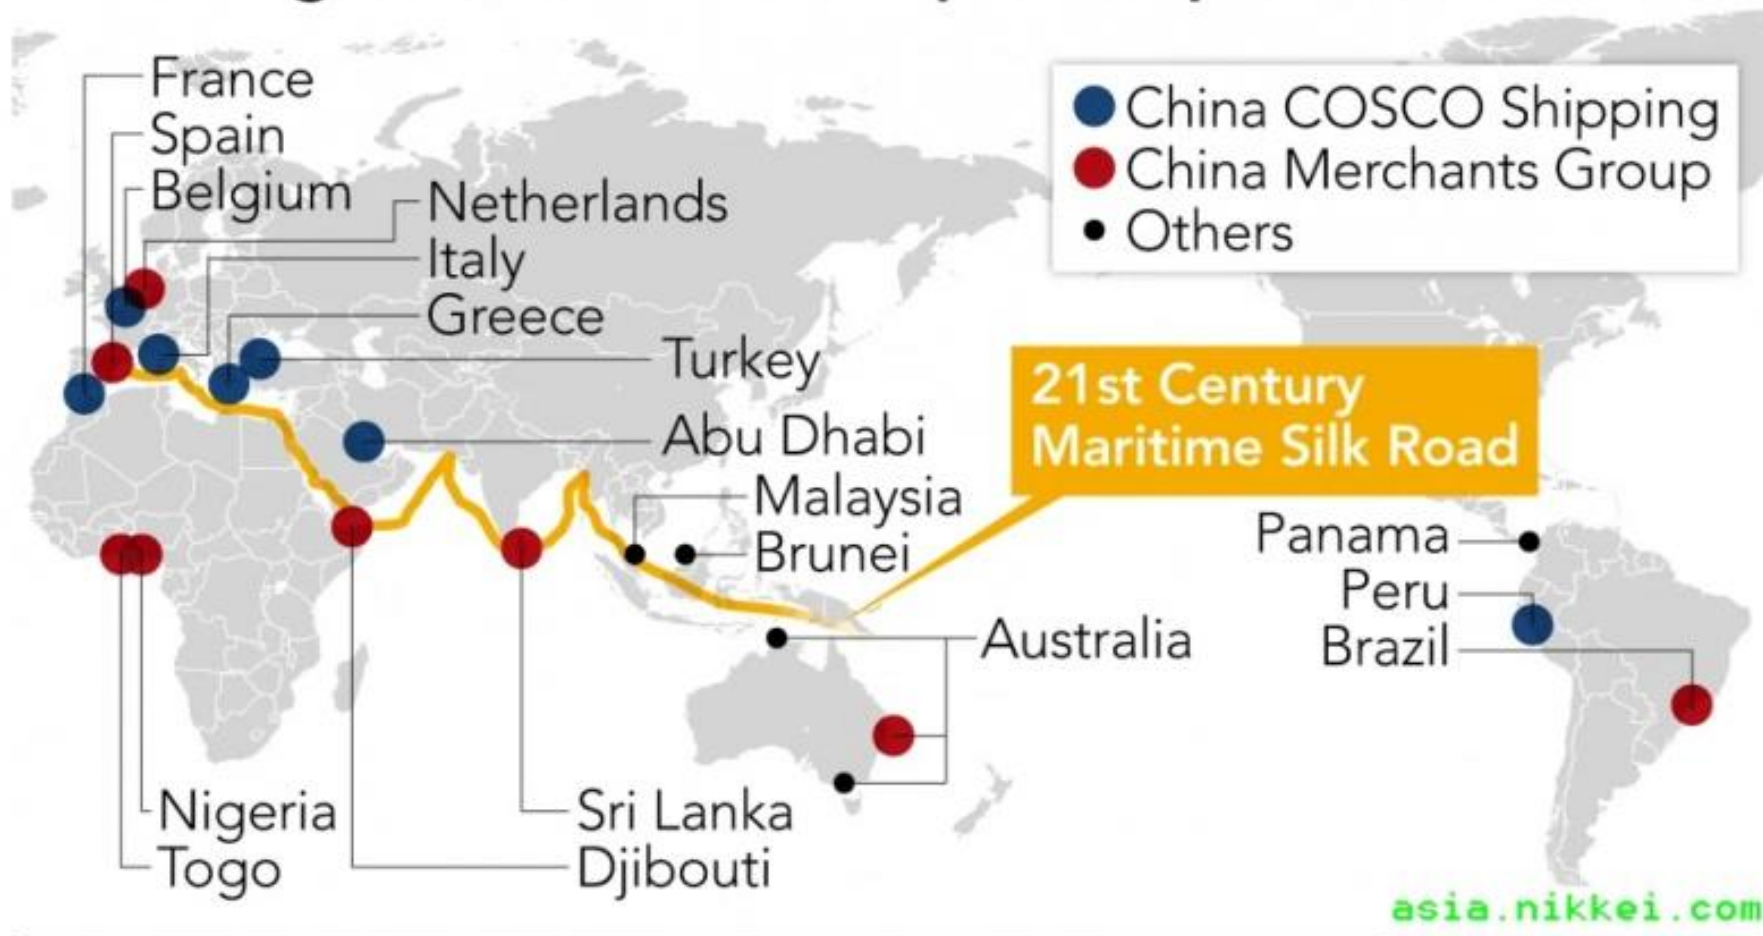 France
Spain
Belgium
Netherlands
Italy
Greece
Turkey
Abu Dhabi
Malaysia
Brunei
Australia
Nigeria
Togo
Sri Lanka
Djibouti
China COSCO Shipping
China Merchants Group
Others
21st Century
Maritime Silk Road
Panama
Peru
Brazil
asia.nikkei.com